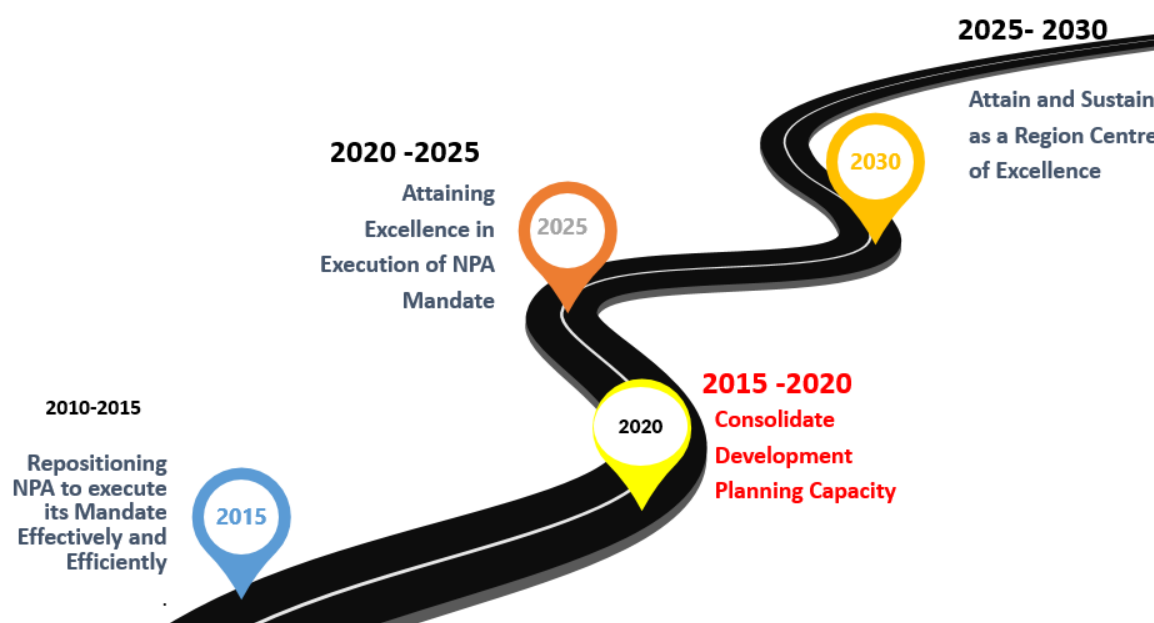 2025- 2030
Attain and Sustain
as a Region Centre
of Excellence
2030
2020 -2025
Attaining
Excellence in
Execution of NPA
Mandate
2025
2015 -2020
Consolidate
Development
Planning Capacity
2020
2010-2015
Repositioning
NPA to execute
its Mandate
Effectively and
Efficiently
.
2015